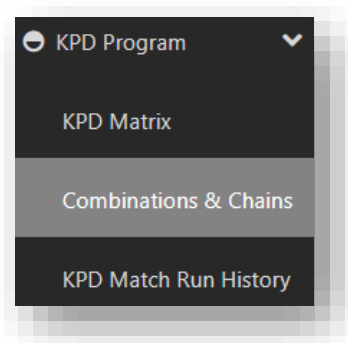 KPD Program
KPD Matrix
Combinations & Chains
KPD Match Run History